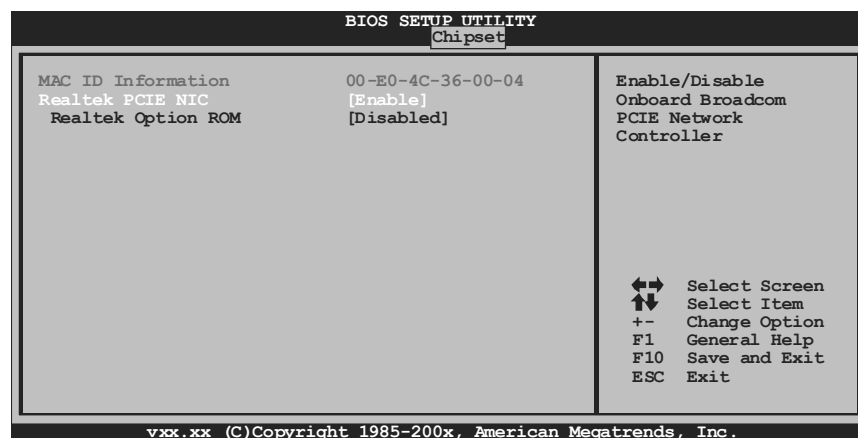 BIOS SETUP UTILITY
Chipset
MAC ID Information 00-E0-4C-36-00-04
Realtek PCIE NIC [Enable]
Realtek Option ROM [Disabled]
Enable/Disable
Onboard Broadcom
PCIE Network
Controller
Select Screen
Select Item
+- Change Option
F1 General Help
F10 Save and Exit
ESC Exit
vxx.xx (C)Copyright 1985-200x, American Megatrends, Inc.